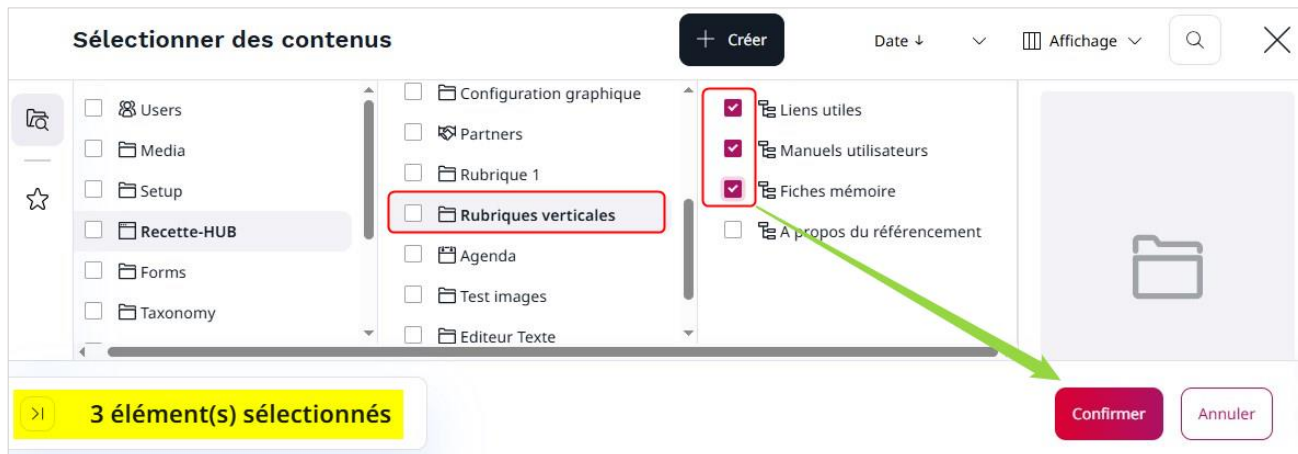 Sélectionner des contenus
Créer
Date ↓
Affichage
Users
Media
Setup
Recette-HUB
Forms
Taxonomy
Configuration graphique
Partners
Rubrique 1
Rubriques verticales
Agenda
Test images
Editeur Texte
Liens utiles
Manuels utilisateurs
Fiches mémoire
A propos du référencement
3 élément(s) sélectionnés
Confirmer
Annuler